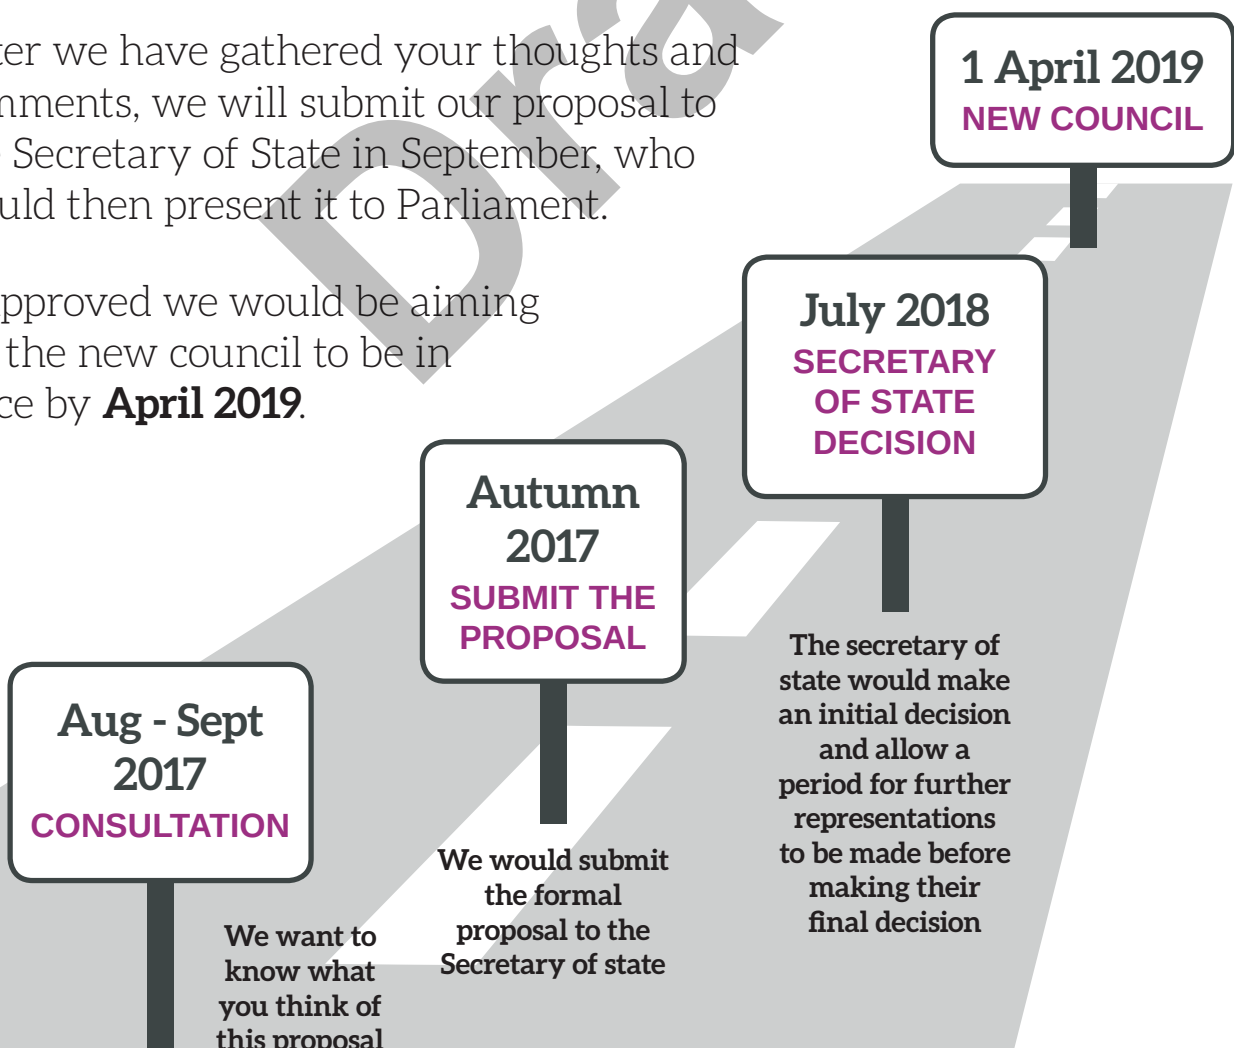 ter we have gathered your thoughts and
mments, we will submit our proposal to
Secretary of State in September, who
uld then present it to Parliament.
pproved we would be aiming
the new council to be in
ce by April 2019.
1 April 2019
NEW COUNCIL
July 2018
SECRETARY
OF STATE
DECISION
The secretary of
state would make
an initial decision
and allow a
period for further
representations
to be made before
making their
final decision
Autumn
2017
SUBMIT THE
PROPOSAL
We would submit
the formal
proposal to the
Secretary of state
Aug - Sept
2017
CONSULTATION
We want to
know what
you think of
this proposal
Dra